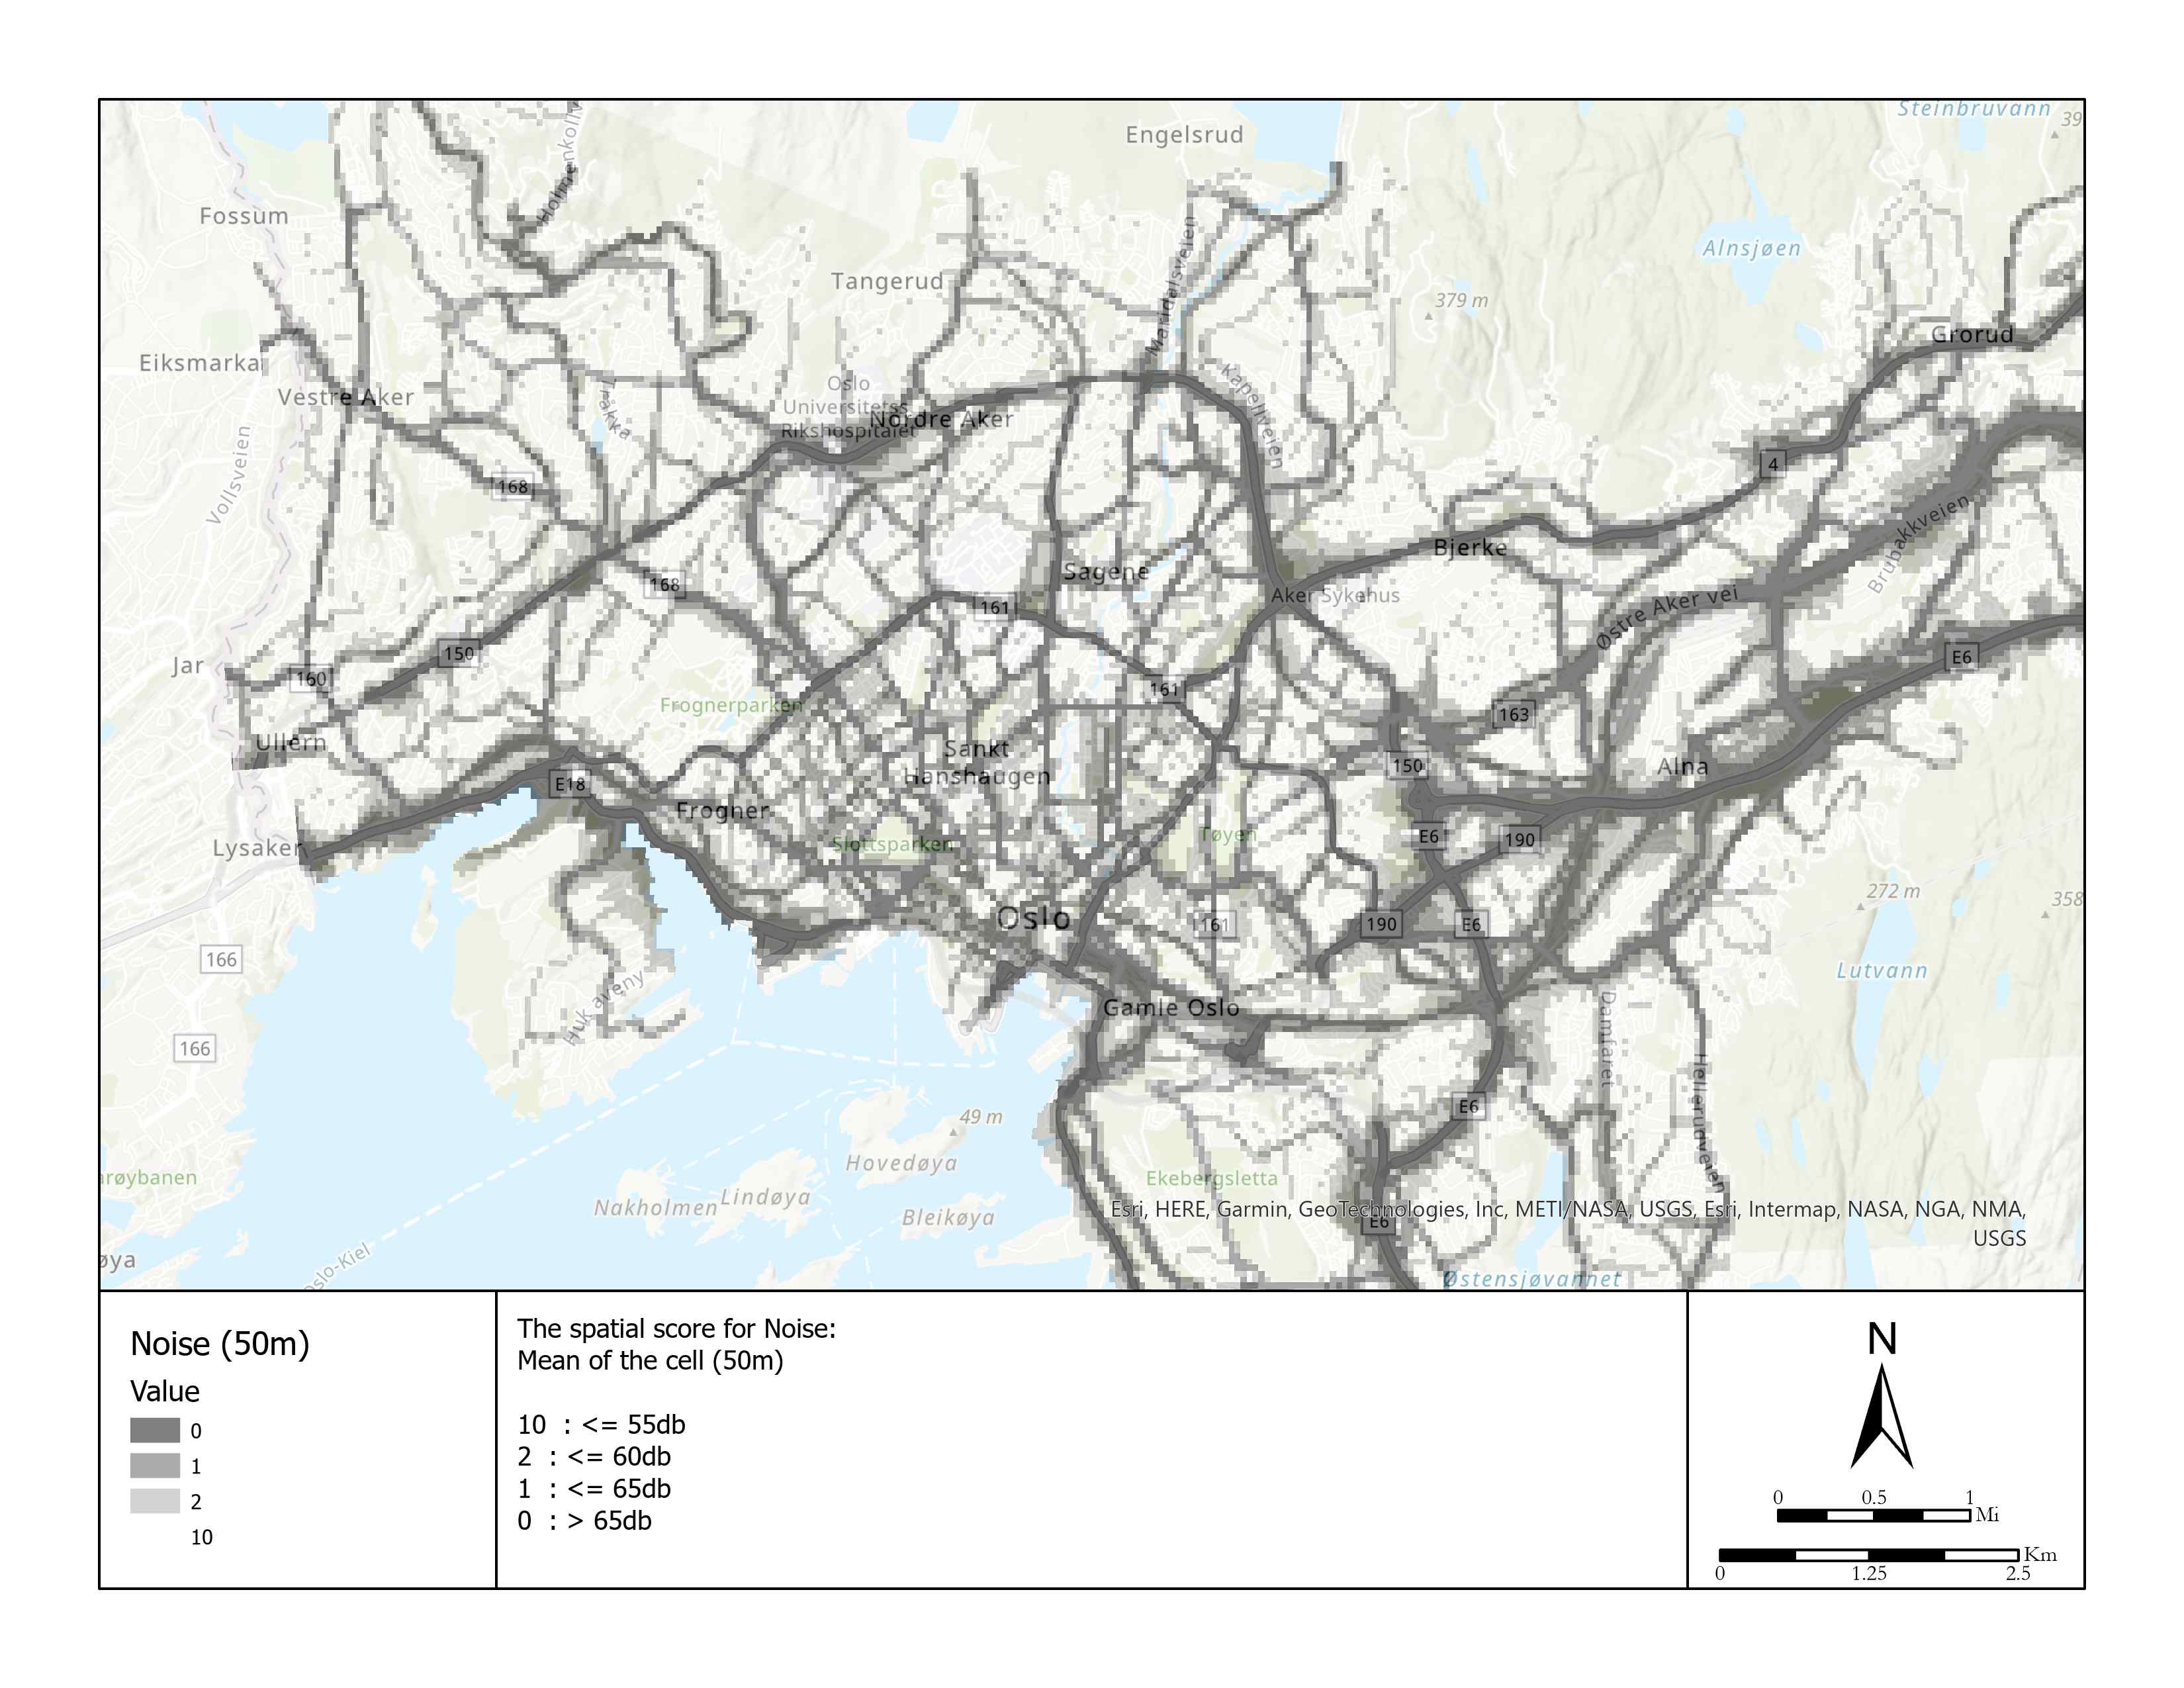 Steinbruvann
39
Engelsrud
Holmenkollv
Fossum
Maridalsveien
Alnsjøen
Tangerud
379 m
Grorud
Eiksmarka
Oslo
Universitetss
Rikshospitalet
Kapellveien
Vestre Aker
Tråkka
Nordre Aker
Vollsveien
4
168
Brubakkveien
Bjerke
Sagene
168
Aker Sykehus
161
Østre Aker vei
150
E6
Jar
160
161
Frognerparken
163
Ullern
Sankt
Hanshaugen
150
Alna
E18
Frogner
Tøyen
E6
190
Slottsparken
Lysaker
272 m
358
Oslo
161
190
E6
166
Lutvann
Huk aveny
Gamle Oslo
Damfaret
166
Hellerudveien
E6
49 m
Hovedøya
arøybanen
Ekebergsletta
Nakholmen
Lindøya
Bleikøya
Esri, HERE, Garmin, GeoTechnologies, Inc, METI/NASA, USGS, Esri, Intermap, NASA, NGA, NMA,
USGS
E6
øya
oslo-Kiel
Østensjøvannet
Noise (50m)
Value
0
1
2
10
The spatial score for Noise:
Mean of the cell (50m)
10 : <= 55db
2 : <= 60db
1 : <= 65db
0 : > 65db
N
0 0.5 1
Mi
Km
0 1.25 2.5